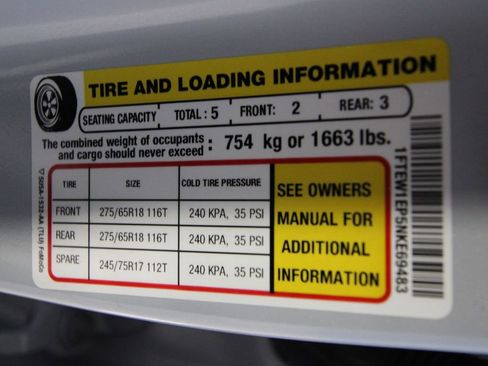 TIRE AND LOADING INFORMATION
SEATING CAPACITY TOTAL: 5 FRONT: 2 REAR: 3
The combined weight of occupants
and cargo should never exceed : 754 kg or 1663 lbs.
TIRE SIZE COLD TIRE PRESSURE
FRONT 275/65R18 116T 240 KPA, 35 PSI
REAR 275/65R18 116T 240 KPA, 35 PSI
SPARE 245/75R17 112T 240 KPA, 35 PSI
SEE OWNERS
MANUAL FOR
ADDITIONAL
INFORMATION
1FTEW1EP5NKE69483